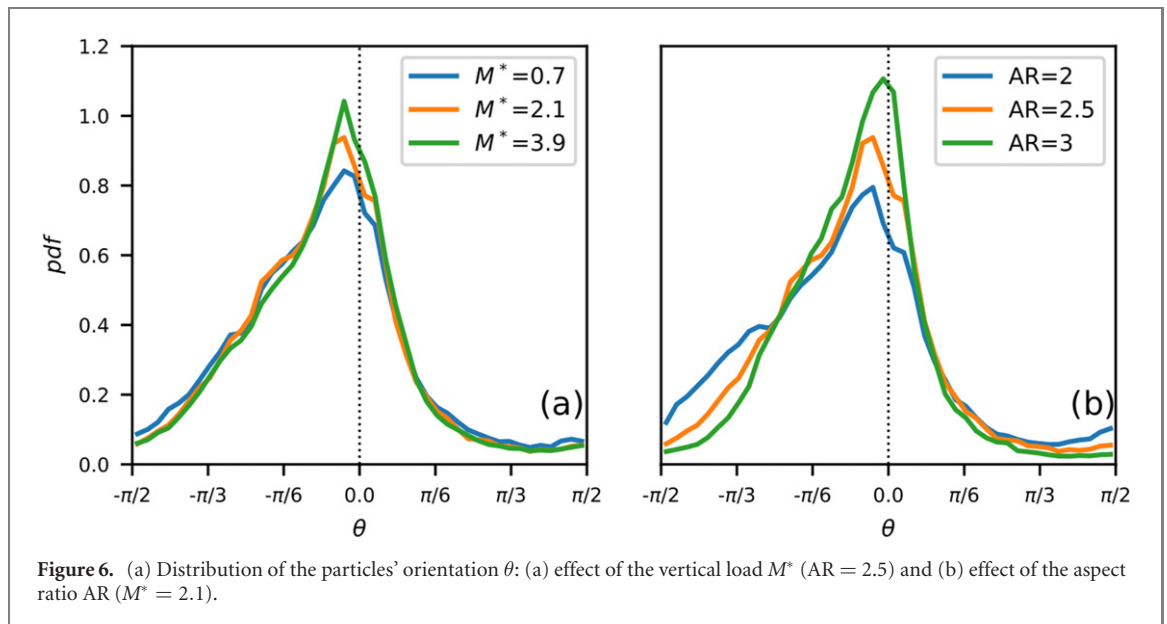 1.2
1.0
0.8
0.6
0.4
0.2
0.0
pdf
M*=0.7
M*=2.1
M*=3.9
(a)
-π/2
-π/3
-π/6
0.0
π/6
π/3
π/2
θ
AR=2
AR=2.5
AR=3
(b)
-π/2
-π/3
-π/6
0.0
π/6
π/3
π/2
θ
Figure 6. (a) Distribution of the particles' orientation θ: (a) effect of the vertical load M* (AR = 2.5) and (b) effect of the aspect
ratio AR (M* = 2.1).